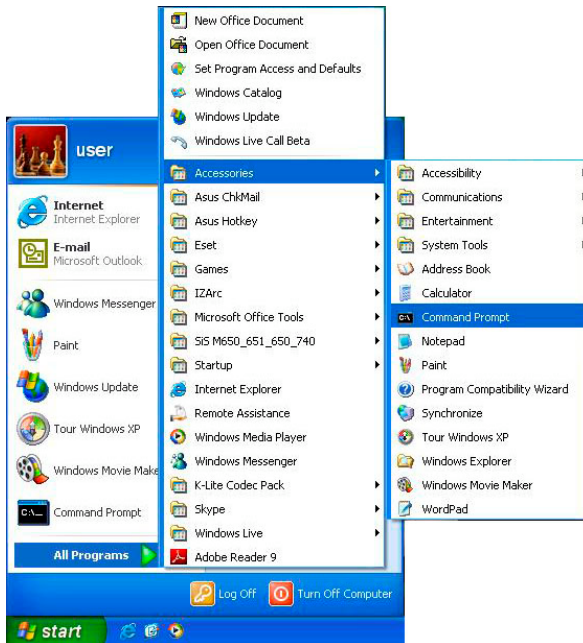 New Office Document
Open Office Document
Set Program Access and Defaults
Windows Catalog
Windows Update
Windows Live Call Beta
Accessories
Asus ChkMail
Asus Hotkey
Eset
Games
IZArc
Microsoft Office Tools
SiS M650_651_650_740
Startup
Internet Explorer
Remote Assistance
Windows Media Player
Windows Messenger
K-Lite Codec Pack
Skype
Windows Live
Adobe Reader 9
Accessibility
Communications
Entertainment
System Tools
Address Book
Calculator
Command Prompt
Notepad
Paint
Program Compatibility Wizard
Synchronize
Tour Windows XP
Windows Explorer
Windows Movie Maker
WordPad
user
Internet
Internet Explorer
E-mail
Microsoft Outlook
Windows Messenger
Paint
Windows Update
Tour Windows XP
Windows Movie Make
Command Prompt
All Programs
Log Off
Turn Off Computer
start